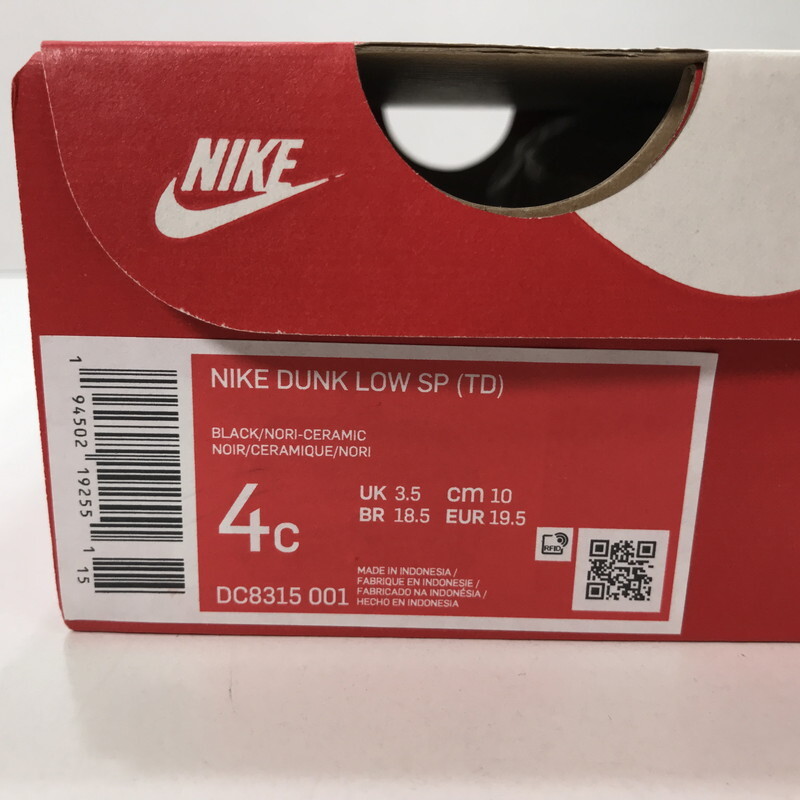 NIKE
NIKE DUNK LOW SP (TD)
BLACK/NORI-CERAMIC
NOIR/CERAMIQUE/NORI
4C
UK 3.5 cm 10
BR 18.5 EUR 19.5
RFID
DC8315 001
MADE IN INDONESIA /
FABRIQUE EN INDONESIE /
FABRICADO NA INDONÉSIA /
HECHO EN INDONESIA
1 94502 19255 1 15